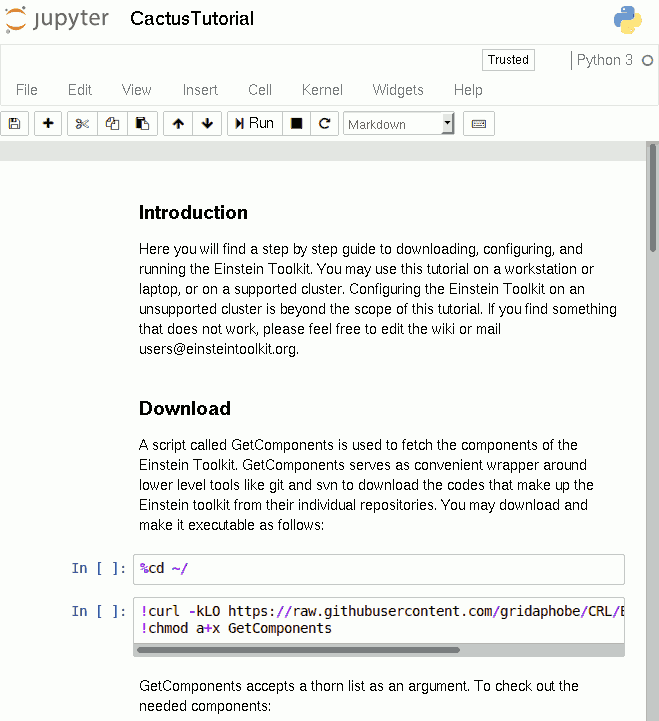 jupyter CactusTutorial
Trusted
Python 3
File Edit View Insert Cell Kernel Widgets Help
Run Markdown
Introduction
Here you will find a step by step guide to downloading, configuring, and
running the Einstein Toolkit. You may use this tutorial on a workstation or
laptop, or on a supported cluster. Configuring the Einstein Toolkit on an
unsupported cluster is beyond the scope of this tutorial. If you find something
that does not work, please feel free to edit the wiki or mail
users@einsteintoolkit.org.
Download
A script called GetComponents is used to fetch the components of the
Einstein Toolkit. GetComponents serves as convenient wrapper around
lower level tools like git and svn to download the codes that make up the
Einstein toolkit from their individual repositories. You may download and
make it executable as follows:
In [ ]: %cd ~/
In [ ]: !curl -kLO https://raw.githubusercontent.com/gridaphobe/CRL/
!chmod a+x GetComponents
GetComponents accepts a thorn list as an argument. To check out the
needed components: